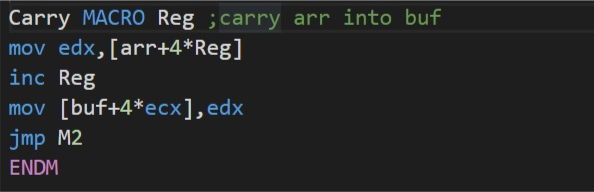 Carry MACRO Reg ;carry arr into buf
mov edx,[arr+4*Reg]
inc Reg
mov [buf+4*ecx],edx
jmp M2
ENDM